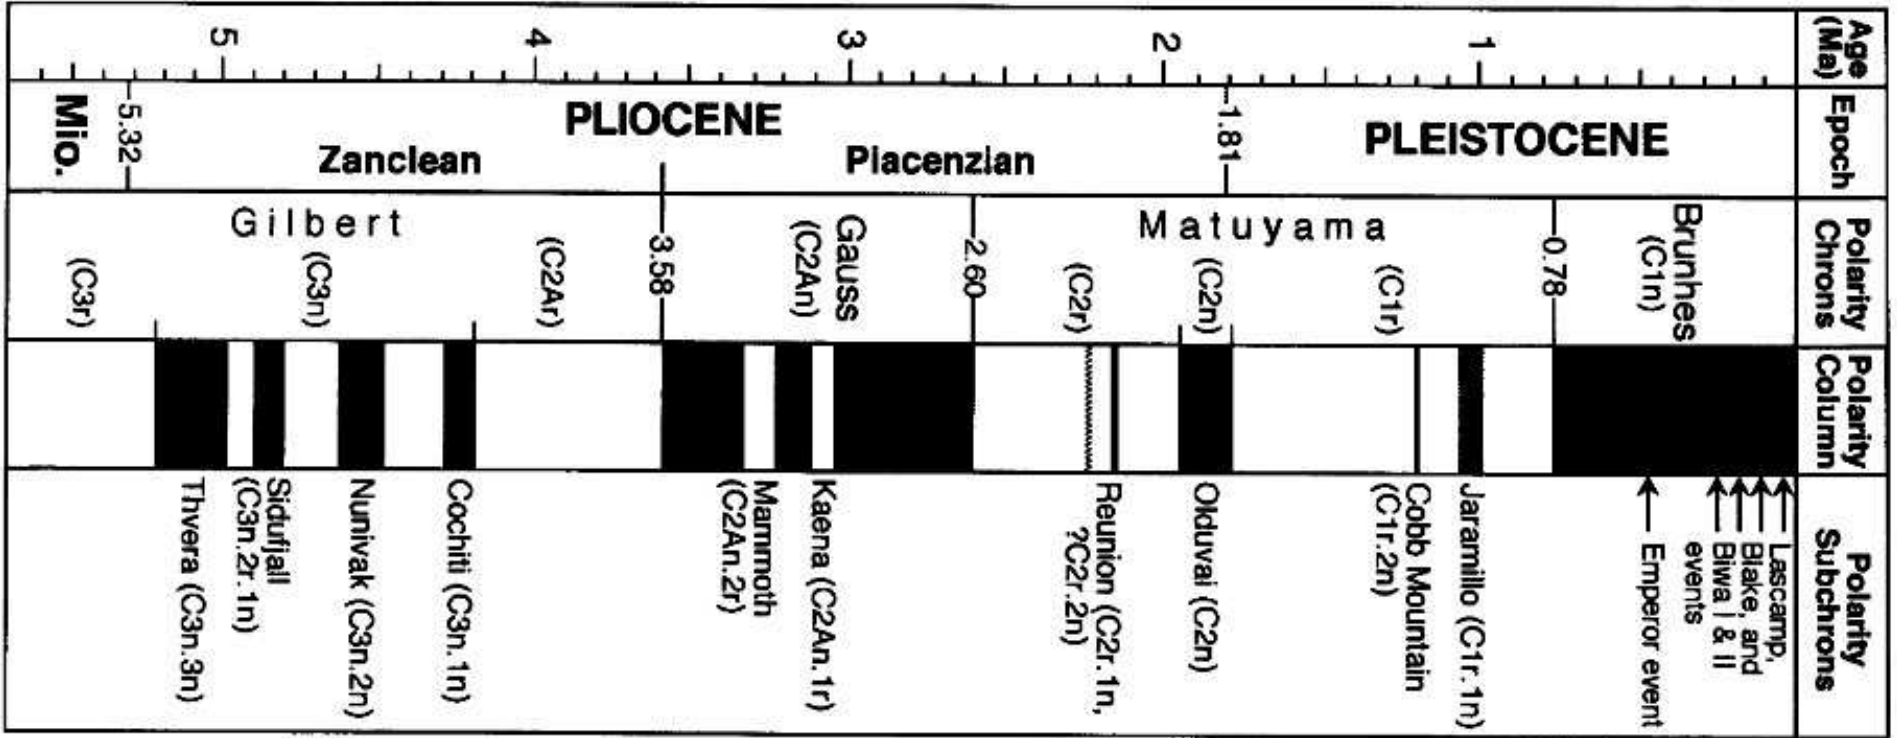 Age
(Ma)
Epoch
Polarity
Chrons
Polarity
Column
Polarity
Subchrons
1
2
3
4
5
PLEISTOCENE
1.81
PLIOCENE
Piacenzian
Zanclean
5.32
Mio.
Brunhes
(C1n)
0.78
Matuyama
(C1r)
(C2n)
(C2r)
2.60
Gauss
(C2An)
3.58
Gilbert
(C2Ar)
(C3n)
(C3r)
Lascamp,
Blake, and
Biwa I & II
events
Emperor event
Jaramillo (C1r.1n)
Cobb Mountain
(C1r.2n)
Olduvai (C2n)
Reunion (C2r.1n,
?C2r.2n)
Kaena (C2An.1r)
Mammoth
(C2An.2r)
Cochiti (C3n.1n)
Nunivak (C3n.2n)
Sidufjall
(C3n.2r.1n)
Thvera (C3n.3n)